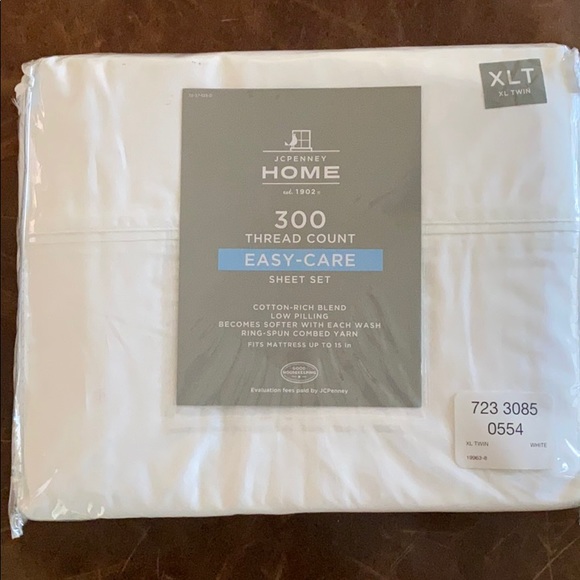 XLT
XL TWIN
JCPENNEY
HOME
est. 1902
300
THREAD COUNT
EASY-CARE
SHEET SET
COTTON-RICH BLEND
LOW PILLING
BECOMES SOFTER WITH EACH WASH
RING-SPUN COMBED YARN
FITS MATTRESS UP TO 15 in
Evaluation fees paid by JCPenney
723 3085
0554
XL TWIN WHITE